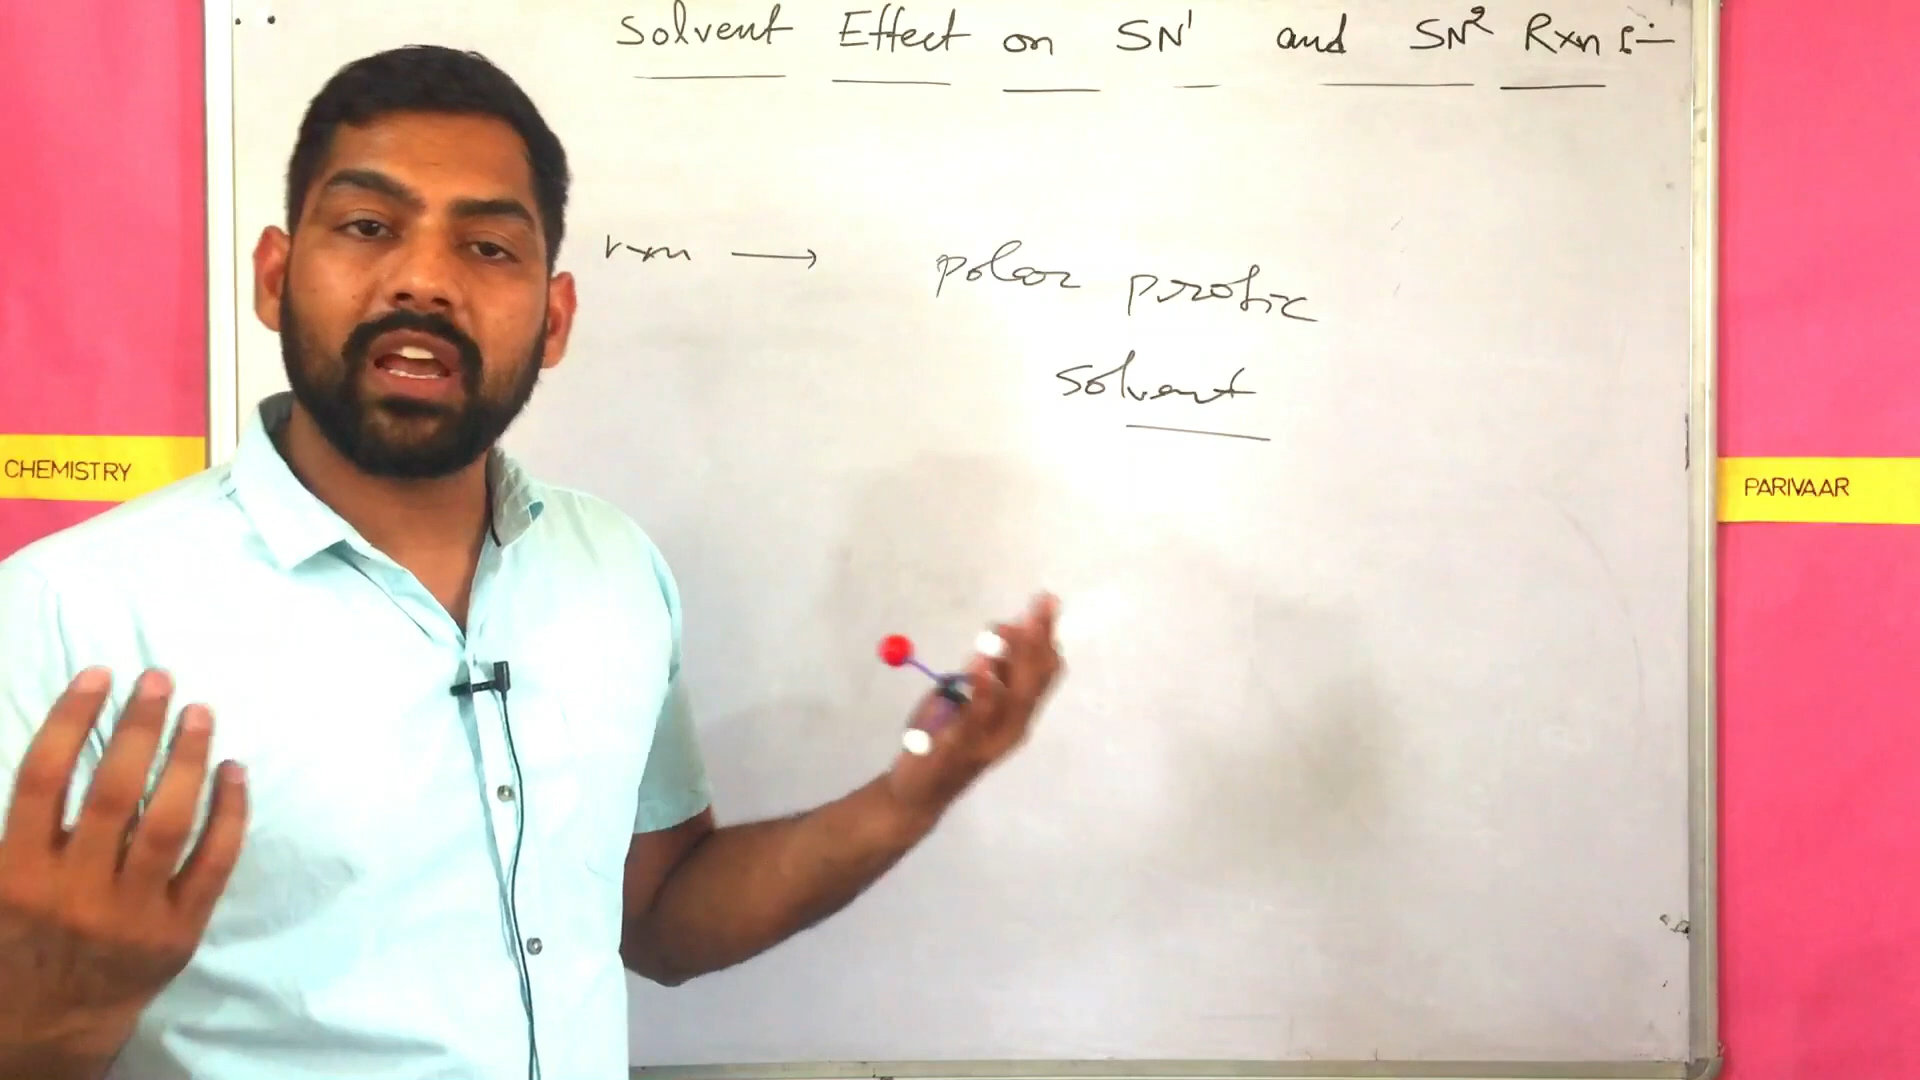 Solvent Effect on SN¹ and SN² Rxn :-
rxn → polar protic
solvent
CHEMISTRY
PARIVAAR